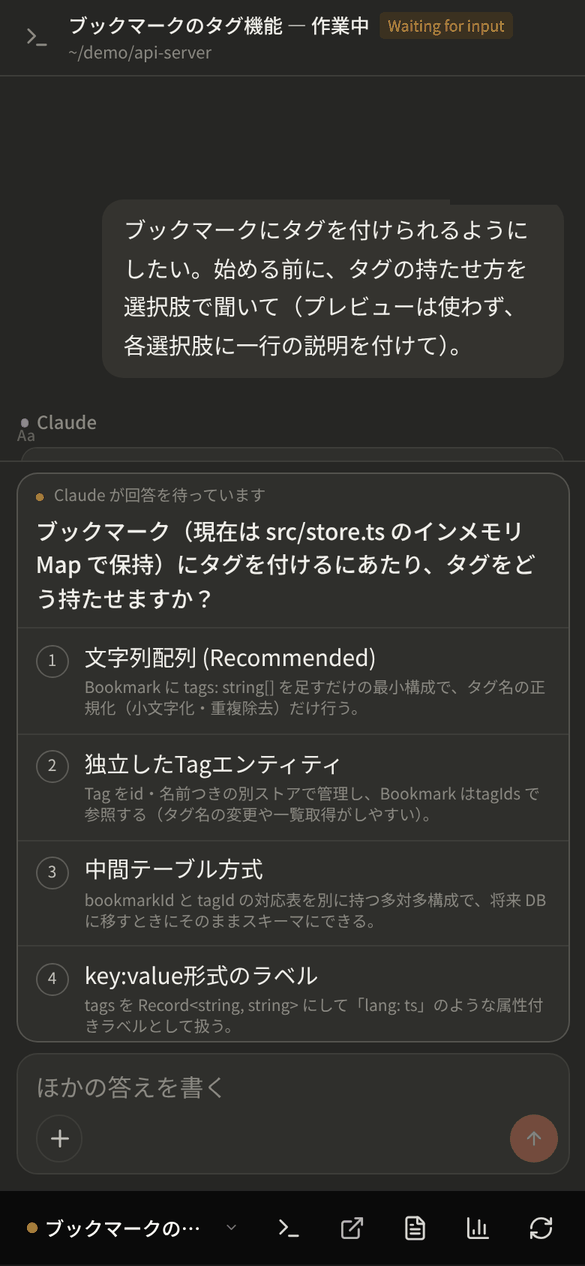 ブックマークのタグ機能 — 作業中 Waiting for input
~/demo/api-server
ブックマークにタグを付けられるように
したい。始める前に、タグの持たせ方を
選択肢で聞いて（プレビューは使わず、
各選択肢に一行の説明を付けて）。
Claude
Aa
Claude が回答を待っています
ブックマーク（現在は src/store.ts のインメモリ
Map で保持）にタグを付けるにあたり、タグをど
う持たせますか？
1 文字列配列 (Recommended)
Bookmark に tags: string[] を足すだけの最小構成で、タグ名の正
規化（小文字化・重複除去）だけ行う。
2 独立したTagエンティティ
Tag をid・名前つきの別ストアで管理し、Bookmark はtagIds で
参照する（タグ名の変更や一覧取得がしやすい）。
3 中間テーブル方式
bookmarkId と tagId の対応表を別に持つ多対多構成で、将来 DB
に移すときにそのままスキーマにできる。
4 key:value形式のラベル
tags を Record<string, string> にして「lang: ts」のような属性付
きラベルとして扱う。
ほかの答えを書く
ブックマークの…